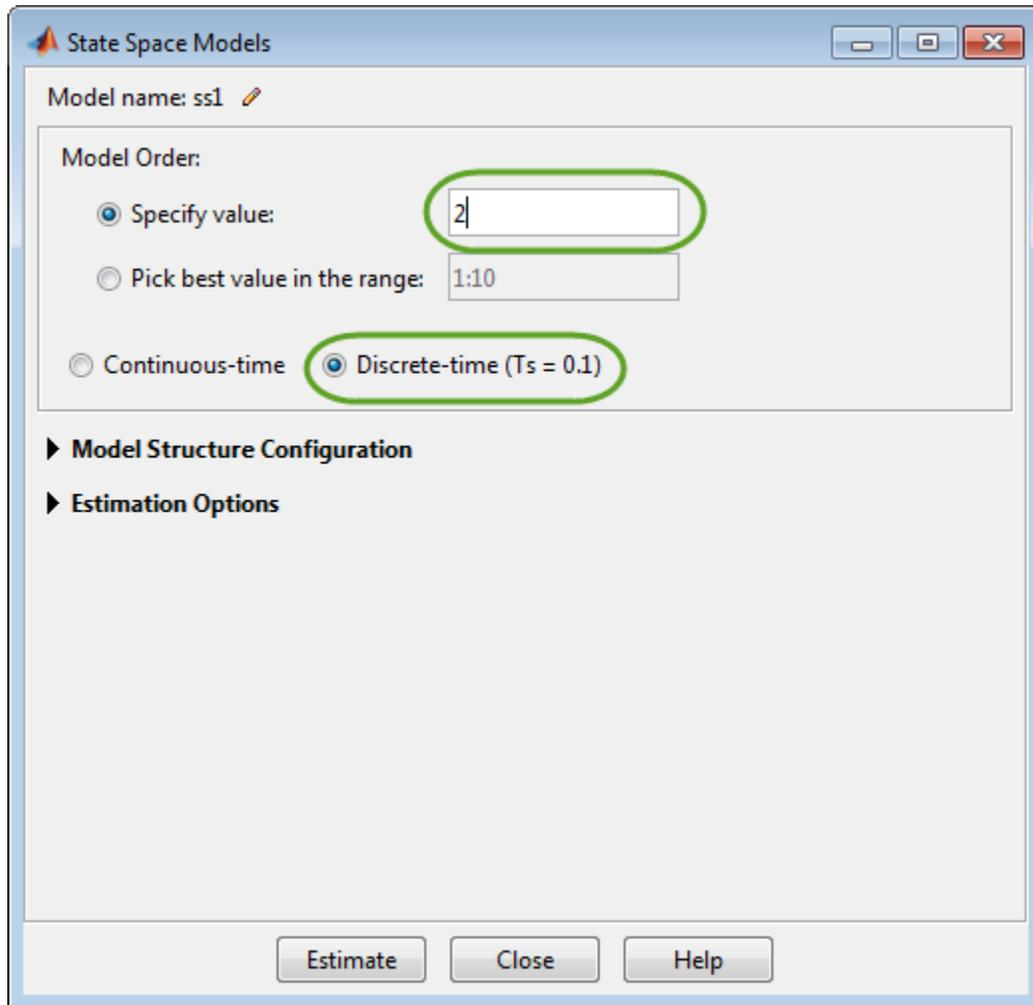 State Space Models
Model name: ss1
Model Order:
Specify value: 2
Pick best value in the range: 1:10
Continuous-time Discrete-time (Ts = 0.1)
Model Structure Configuration
Estimation Options
Estimate Close Help